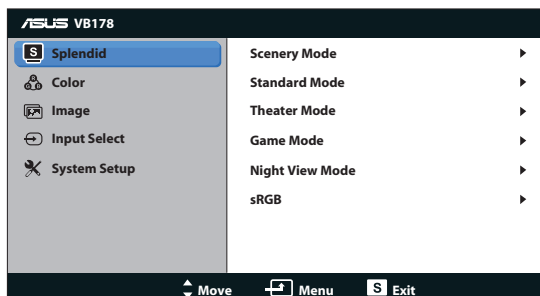 ASUS VB178
S Splendid
Color
Image
Input Select
System Setup
Scenery Mode
Standard Mode
Theater Mode
Game Mode
Night View Mode
sRGB
Move Menu S Exit